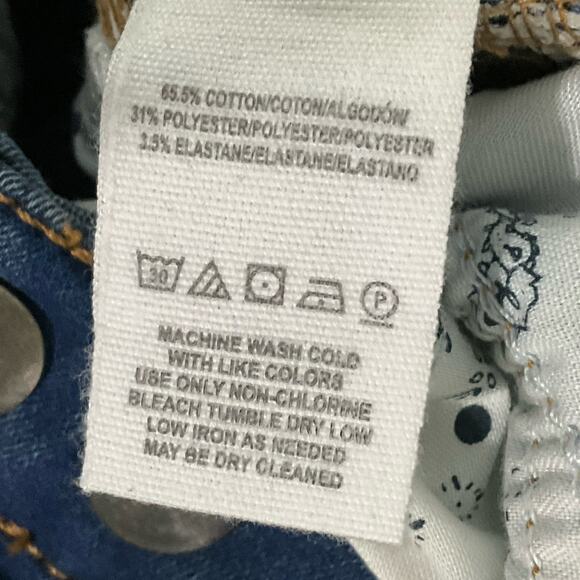 65.5% COTTON/COTON/ALGODÓN/
31% POLYESTER/POLYESTER/POLYESTER
3.5% ELASTANE/ELASTANE/ELASTANO
30 P
MACHINE WASH COLD
WITH LIKE COLORS
USE ONLY NON-CHLORINE
BLEACH TUMBLE DRY LOW
LOW IRON AS NEEDED
MAY BE DRY CLEANED